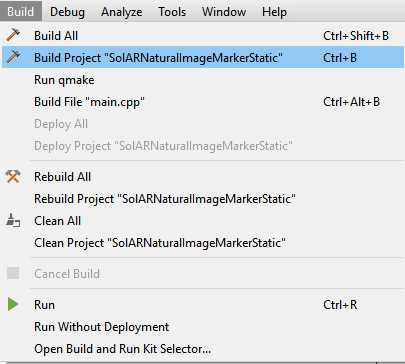 Build Debug Analyze Tools Window Help
Build All Ctrl+Shift+B
Build Project "SolARNaturalImageMarkerStatic" Ctrl+B
Run qmake
Build File "main.cpp" Ctrl+Alt+B
Deploy All
Deploy Project "SolARNaturalImageMarkerStatic"
Rebuild All
Rebuild Project "SolARNaturalImageMarkerStatic"
Clean All
Clean Project "SolARNaturalImageMarkerStatic"
Cancel Build
Run Ctrl+R
Run Without Deployment
Open Build and Run Kit Selector...